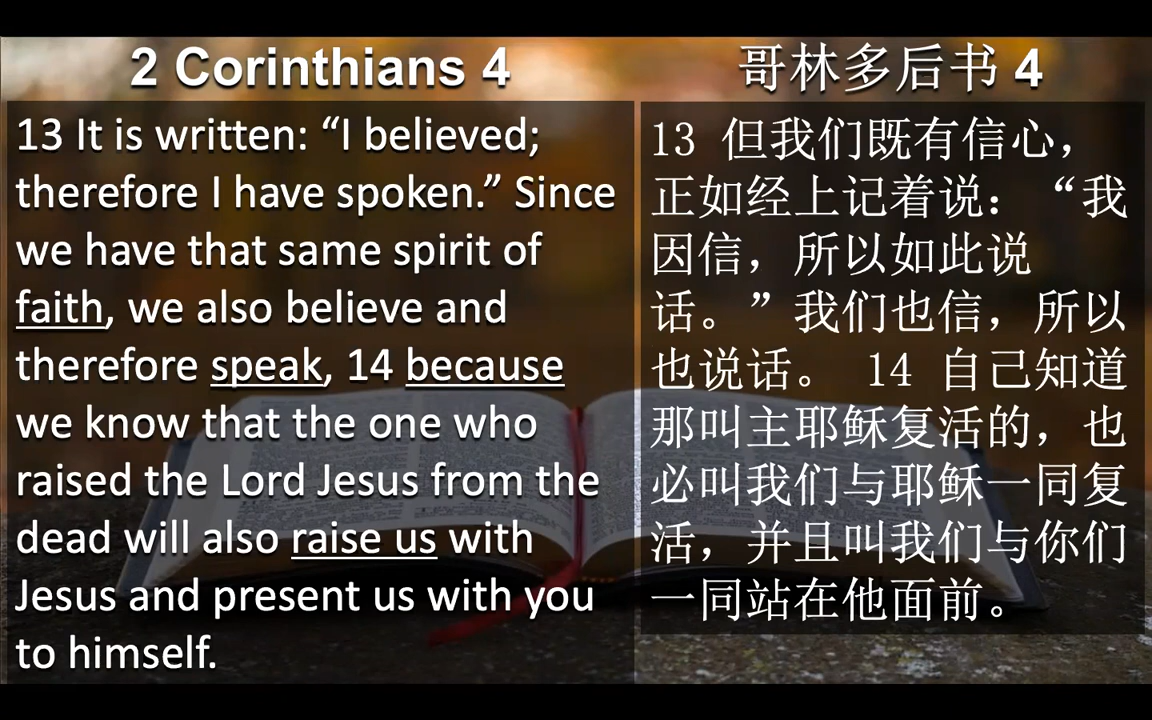 2 Corinthians 4
13 It is written: “I believed;
therefore I have spoken.” Since
we have that same spirit of
faith, we also believe and
therefore speak, 14 because
we know that the one who
raised the Lord Jesus from the
dead will also raise us with
Jesus and present us with you
to himself.
哥林多后书 4
13 但我们既有信心，
正如经上记着说：“我
因信，所以如此说
话。”我们也信，所以
也说话。 14 自己知道
那叫主耶稣复活的，也
必叫我们与耶稣一同复
活，并且叫我们与你们
一同站在他面前。